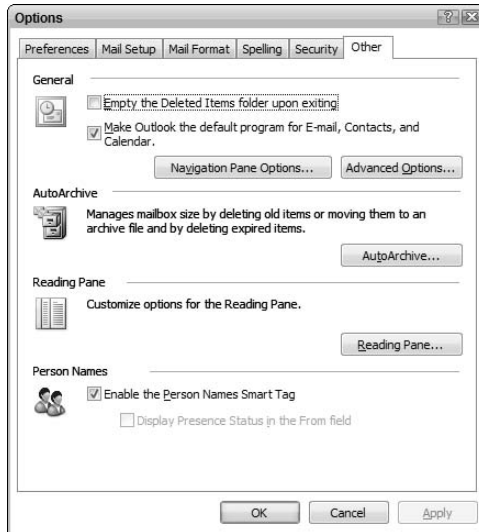 Options
Preferences Mail Setup Mail Format Spelling Security Other
General
Empty the Deleted Items folder upon exiting
Make Outlook the default program for E-mail, Contacts, and
Calendar.
Navigation Pane Options... Advanced Options...
AutoArchive
Manages mailbox size by deleting old items or moving them to an
archive file and by deleting expired items.
AutoArchive...
Reading Pane
Customize options for the Reading Pane.
Reading Pane...
Person Names
Enable the Person Names Smart Tag
Display Presence Status in the From field
OK Cancel Apply